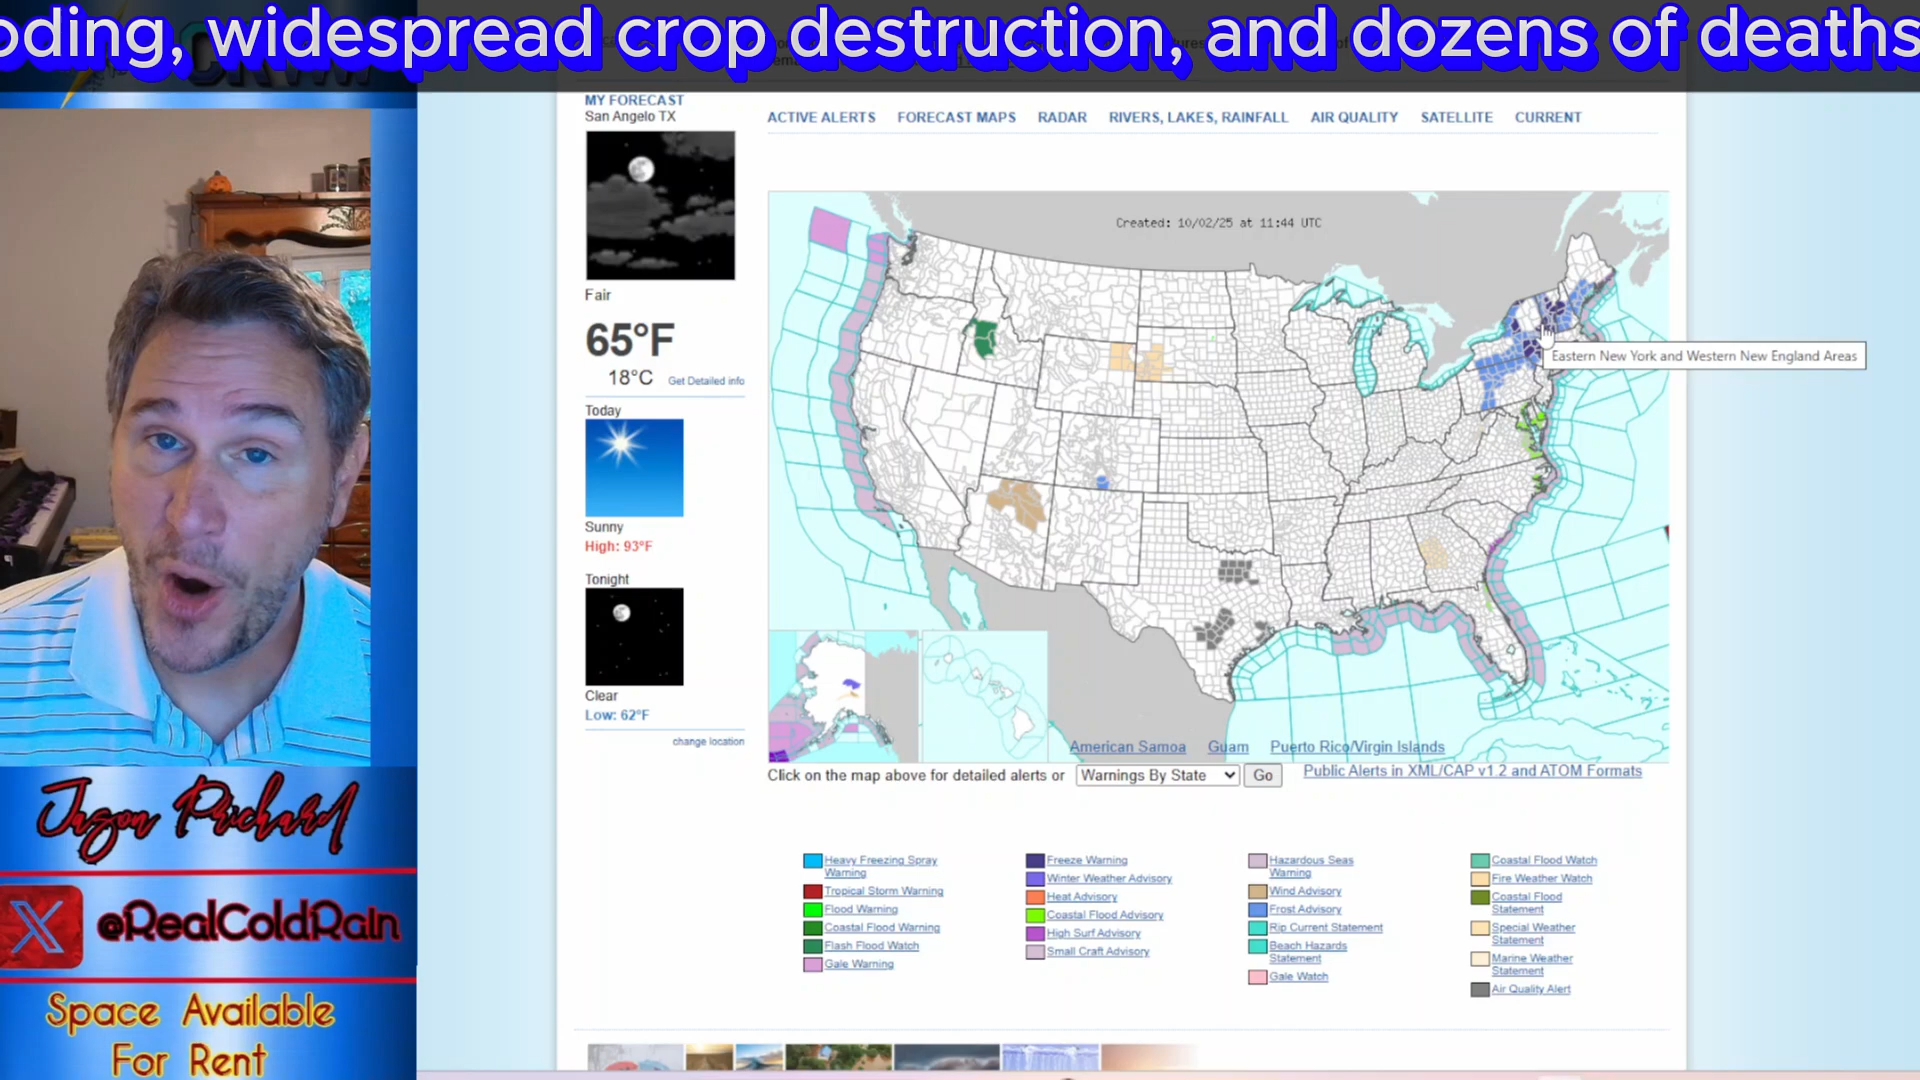 oding, widespread crop destruction, and dozens of deaths
MY FORECAST
San Angelo TX
ACTIVE ALERTS FORECAST MAPS RADAR RIVERS, LAKES, RAINFALL AIR QUALITY SATELLITE CURRENT
Fair
65°F
18°C Get Detailed info
Today
Sunny
High: 93°F
Tonight
Clear
Low: 62°F
change location
Created: 10/02/25 at 11:44 UTC
Eastern New York and Western New England Areas
American Samoa Guam Puerto Rico/Virgin Islands
Click on the map above for detailed alerts or Warnings By State Go Public Alerts in XML/CAP v1.2 and ATOM Formats
Heavy Freezing Spray
Warning
Tropical Storm Warning
Flood Warning
Coastal Flood Warning
Flash Flood Watch
Gale Warning
Freeze Warning
Winter Weather Advisory
Heat Advisory
Coastal Flood Advisory
High Surf Advisory
Small Craft Advisory
Hazardous Seas
Warning
Wind Advisory
Frost Advisory
Rip Current Statement
Beach Hazards
Statement
Gale Watch
Coastal Flood Watch
Fire Weather Watch
Coastal Flood
Statement
Special Weather
Statement
Marine Weather
Statement
Air Quality Alert
Jason Prichard
X @RealColdRain
Space Available
For Rent